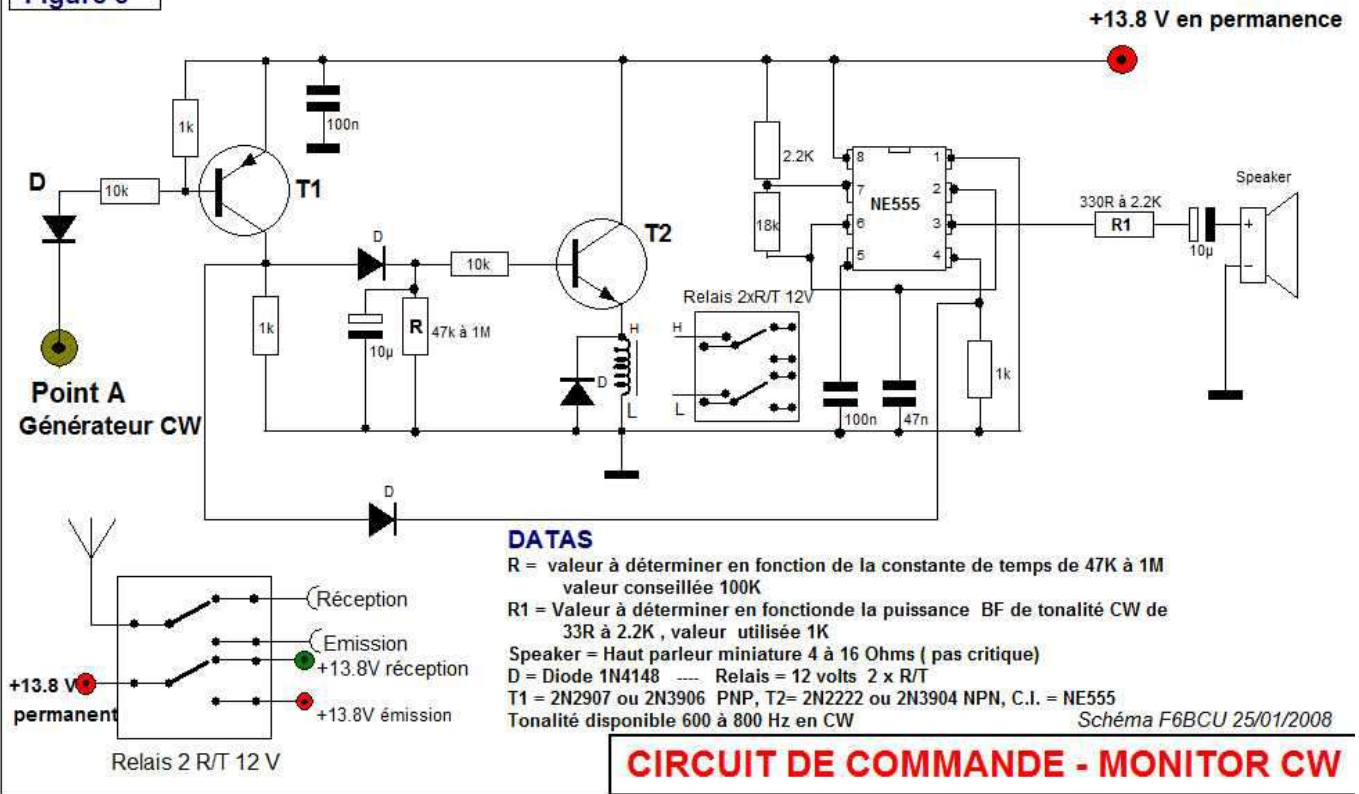 +13.8 V en permanence
1k
100n
D
10k
T1
2.2K
8
1
7
2
NE555
18k
6
3
5
4
330R à 2.2K
R1
10µ
Speaker
+
-
D
10k
T2
1k
10µ
R
47k à 1M
H
D
L
Relais 2xR/T 12V
H
L
100n
47n
1k
Point A
Générateur CW
D
DATAS
R = valeur à déterminer en fonction de la constante de temps de 47K à 1M
valeur conseillée 100K
R1 = Valeur à déterminer en fonctionde la puissance BF de tonalité CW de
33R à 2.2K , valeur utilisée 1K
Speaker = Haut parleur miniature 4 à 16 Ohms ( pas critique)
D = Diode 1N4148 ---- Relais = 12 volts 2 x R/T
T1 = 2N2907 ou 2N3906 PNP, T2= 2N2222 ou 2N3904 NPN, C.I. = NE555
Tonalité disponible 600 à 800 Hz en CW
Schéma F6BCU 25/01/2008
Réception
Emission
+13.8V réception
+13.8 V
permanent
+13.8V émission
Relais 2 R/T 12 V
CIRCUIT DE COMMANDE - MONITOR CW